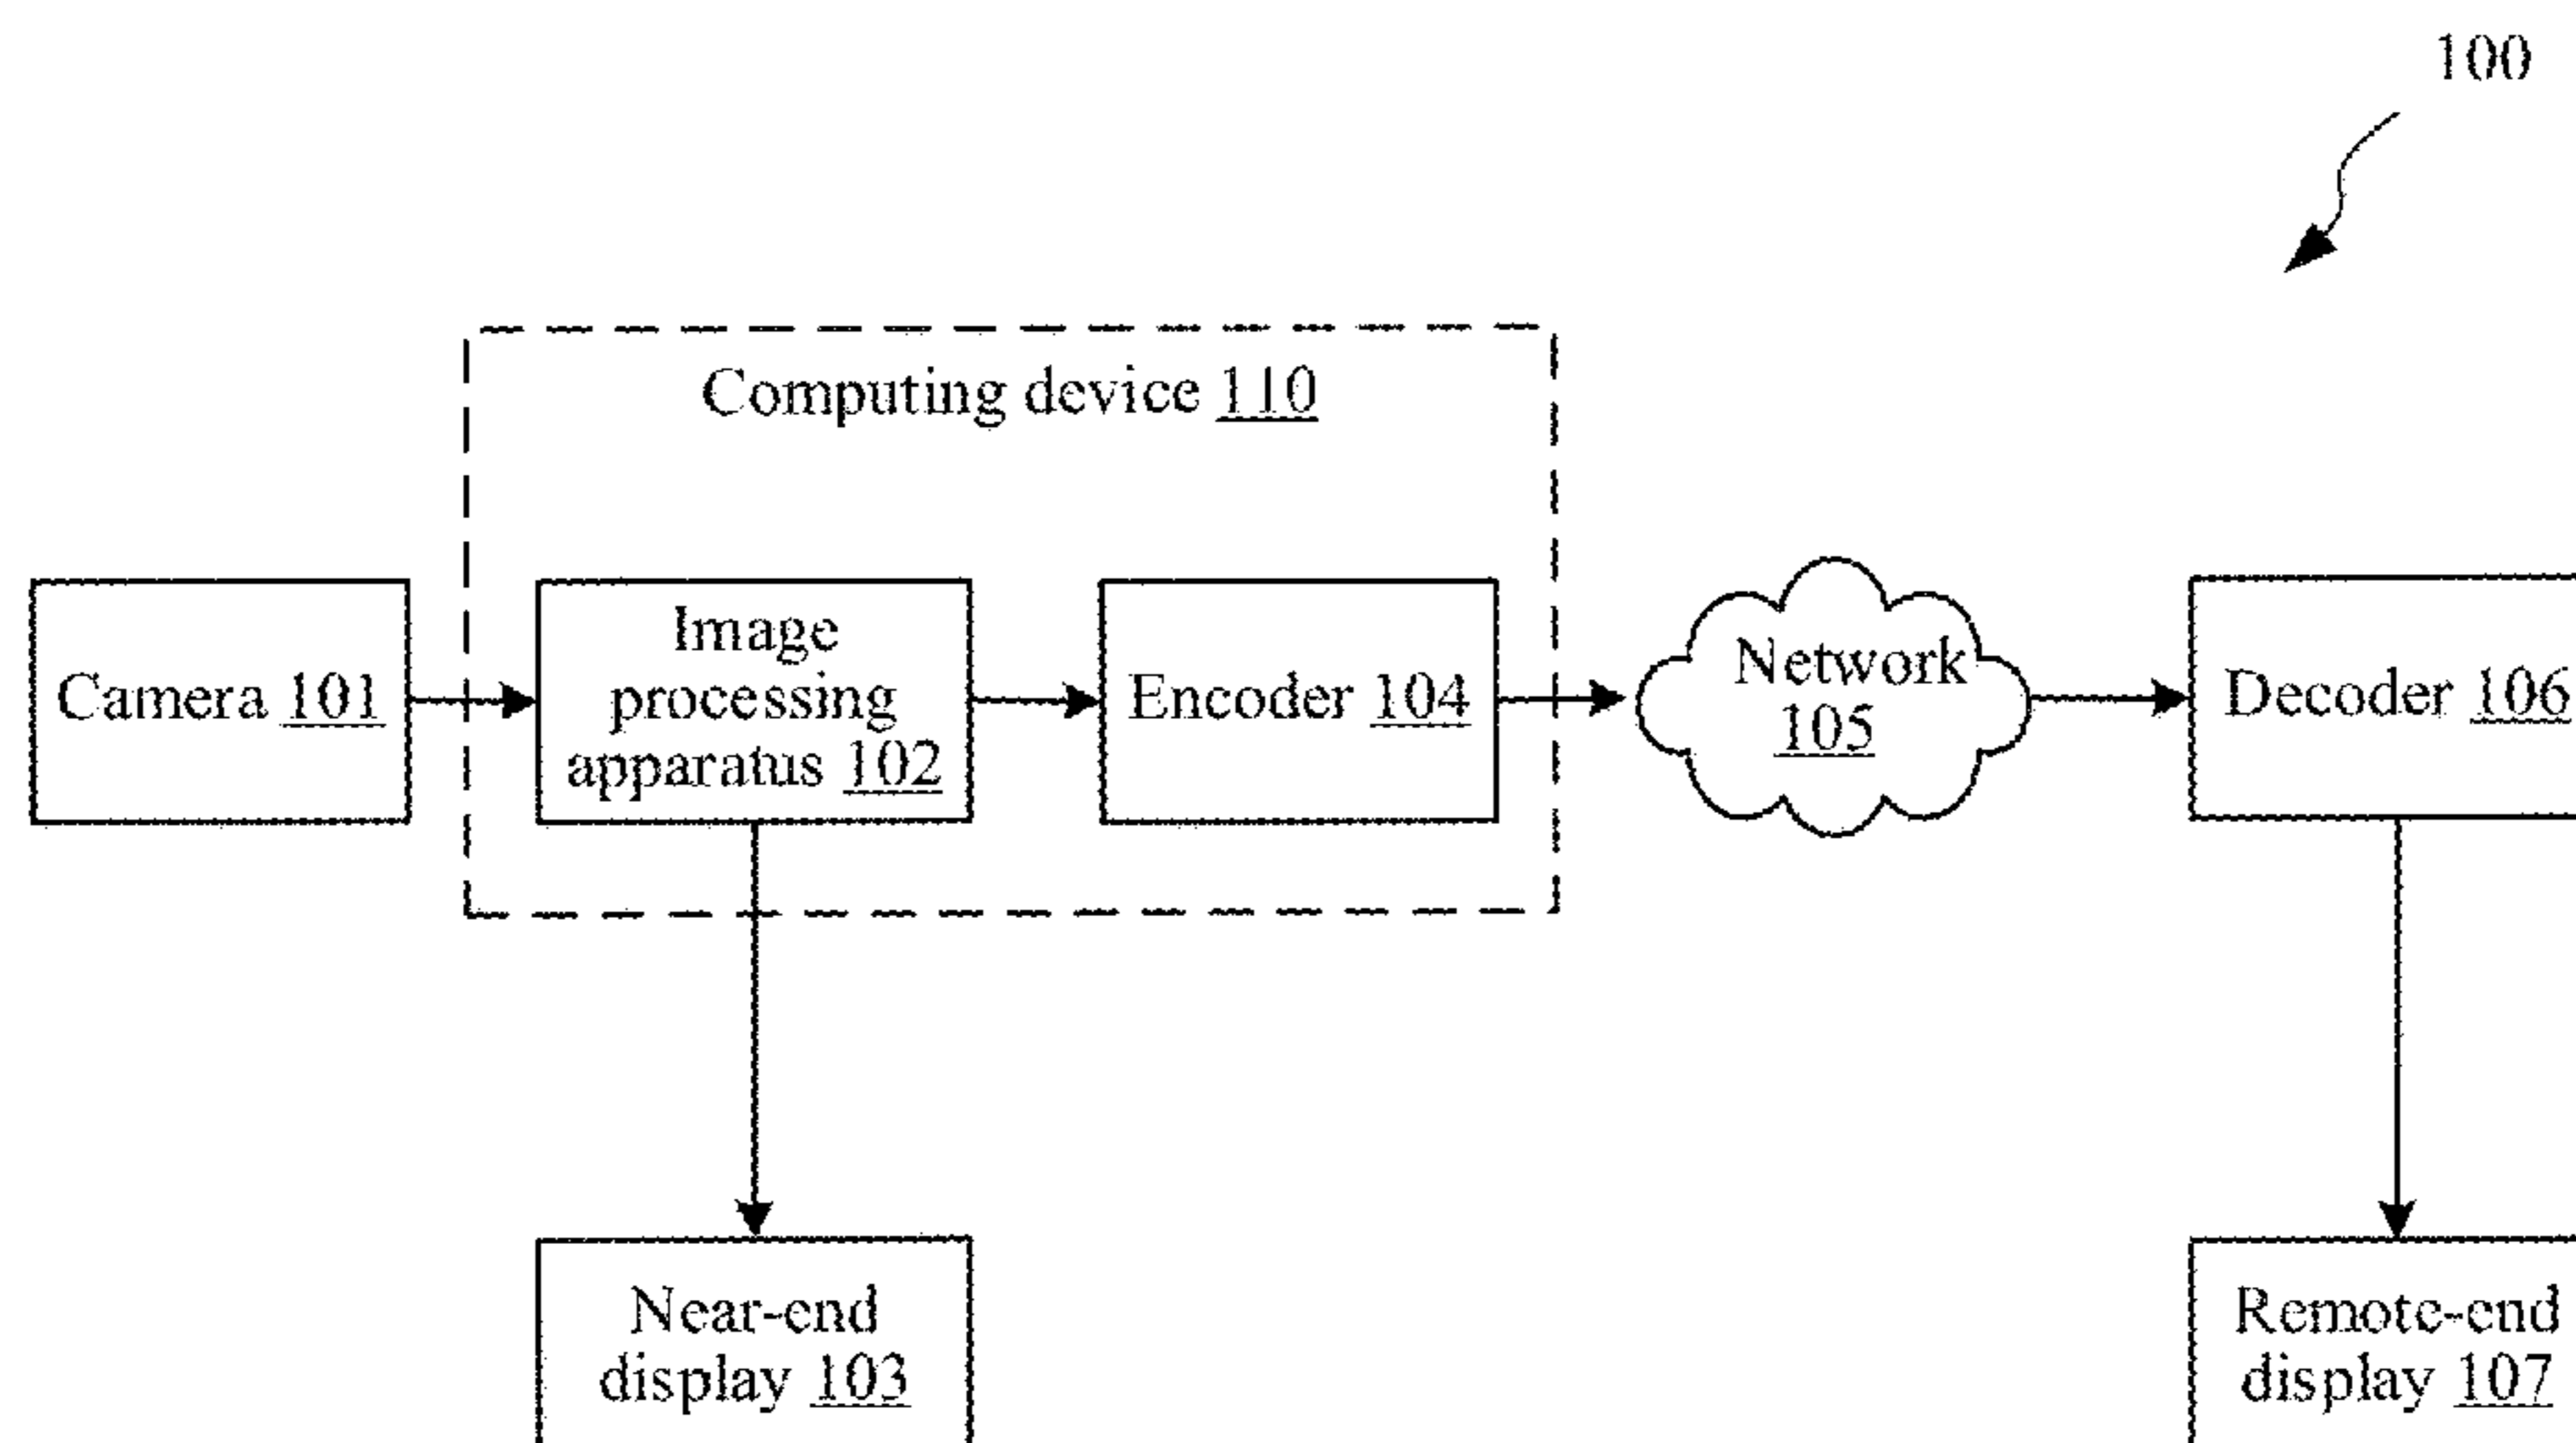 100
Computing device 110
Camera 101
Image
processing
apparatus 102
Encoder 104
Network
105
Decoder 106
Near-end
display 103
Remote-end
display 107